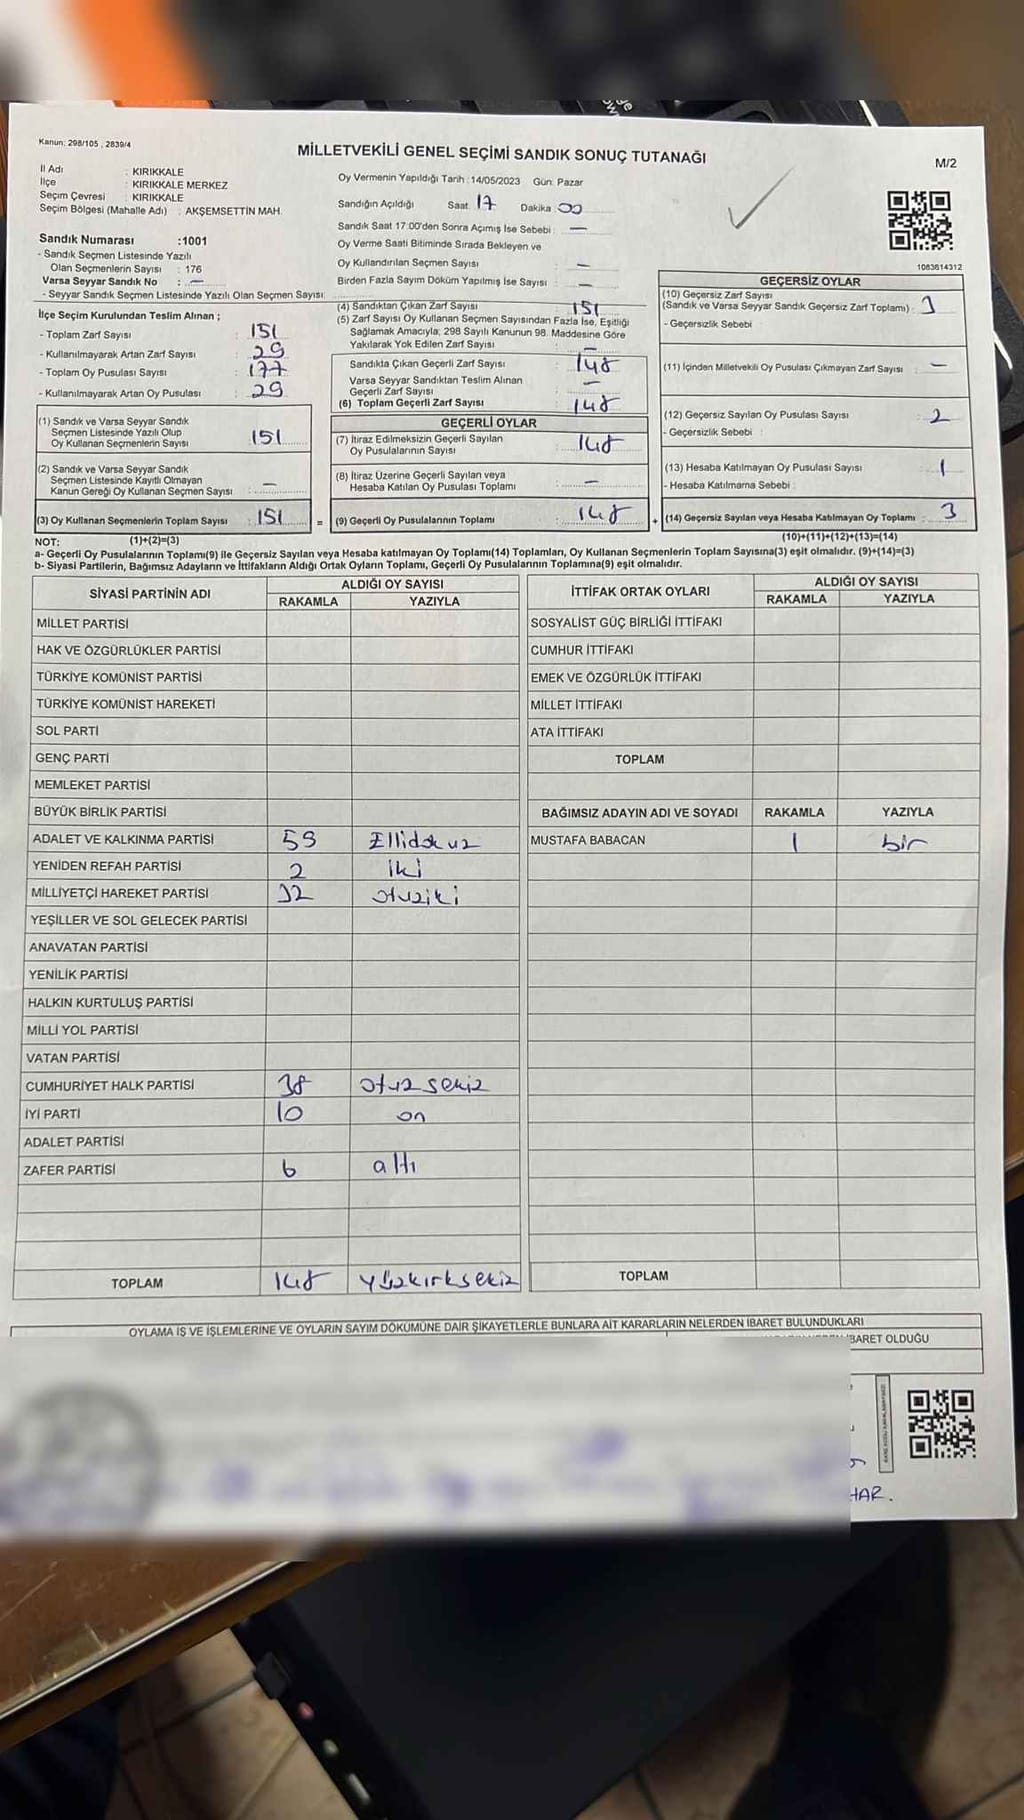 Kanun: 298/105 , 2839/4
MİLLETVEKİLİ GENEL SEÇİMİ SANDIK SONUÇ TUTANAĞI
M/2
İl Adı : KIRIKKALE
İlçe : KIRIKKALE MERKEZ
Seçim Çevresi : KIRIKKALE
Seçim Bölgesi (Mahalle Adı) : AKŞEMSETTİN MAH.
Sandık Numarası :1001
- Sandık Seçmen Listesinde Yazılı
Olan Seçmenlerin Sayısı : 176
Varsa Seyyar Sandık No : —
- Seyyar Sandık Seçmen Listesinde Yazılı Olan Seçmen Sayısı:
Oy Vermenin Yapıldığı Tarih :14/05/2023 Gün: Pazar
Sandığın Açıldığı Saat: 17 Dakika 00
Sandık Saat 17:00'den Sonra Açımış İse Sebebi : —
Oy Verme Saati Bitiminde Sırada Bekleyen ve
Oy Kullandırılan Seçmen Sayısı : —
Birden Fazla Sayım Döküm Yapılmış İse Sayısı : —
1083614312
İlçe Seçim Kurulundan Teslim Alınan ;
- Toplam Zarf Sayısı : 151
- Kullanılmayarak Artan Zarf Sayısı : 29
- Toplam Oy Pusulası Sayısı : 177
- Kullanılmayarak Artan Oy Pusulası : 29
(1) Sandık ve Varsa Seyyar Sandık
Seçmen Listesinde Yazılı Olup
Oy Kullanan Seçmenlerin Sayısı : 151
(2) Sandık ve Varsa Seyyar Sandık
Seçmen Listesinde Kayıtlı Olmayan
Kanun Gereği Oy Kullanan Seçmen Sayısı : —
(3) Oy Kullanan Seçmenlerin Toplam Sayısı : 151 =
(4) Sandıktan Çıkan Zarf Sayısı : 151
(5) Zarf Sayısı Oy Kullanan Seçmen Sayısından Fazla İse, Eşitliği
Sağlamak Amacıyla, 298 Sayılı Kanunun 98. Maddesine Göre
Yakılarak Yok Edilen Zarf Sayısı : —
Sandıkta Çıkan Geçerli Zarf Sayısı : 148
Varsa Seyyar Sandıktan Teslim Alınan
Geçerli Zarf Sayısı : —
(6) Toplam Geçerli Zarf Sayısı : 148
GEÇERLİ OYLAR
(7) İtiraz Edilmeksizin Geçerli Sayılan
Oy Pusulalarının Sayısı : 148
(8) İtiraz Üzerine Geçerli Sayılan veya
Hesaba Katılan Oy Pusulası Toplamı : —
(9) Geçerli Oy Pusulalarının Toplamı : 148 +
GEÇERSİZ OYLAR
(10) Geçersiz Zarf Sayısı
(Sandık ve Varsa Seyyar Sandık Geçersiz Zarf Toplamı) :
- Geçersizlik Sebebi :
(11) İçinden Milletvekili Oy Pusulası Çıkmayan Zarf Sayısı : —
(12) Geçersiz Sayılan Oy Pusulası Sayısı : 2
- Geçersizlik Sebebi :
(13) Hesaba Katılmayan Oy Pusulası Sayısı : 1
- Hesaba Katılmama Sebebi :
(14) Geçersiz Sayılan veya Hesaba Katılmayan Oy Toplamı : 3
NOT: (1)+(2)=(3) (10)+(11)+(12)+(13)=(14)
a- Geçerli Oy Pusulalarının Toplamı(9) ile Geçersiz Sayılan veya Hesaba katılmayan Oy Toplamı(14) Toplamları, Oy Kullanan Seçmenlerin Toplam Sayısına(3) eşit olmalıdır. (9)+(14)=(3)
b- Siyasi Partilerin, Bağımsız Adayların ve İttifakların Aldığı Ortak Oyların Toplamı, Geçerli Oy Pusulalarının Toplamına(9) eşit olmalıdır.
SİYASİ PARTİNİN ADI ALDIĞI OY SAYISI
RAKAMLA YAZIYLA
MİLLET PARTİSİ
HAK VE ÖZGÜRLÜKLER PARTİSİ
TÜRKİYE KOMÜNİST PARTİSİ
TÜRKİYE KOMÜNİST HAREKETİ
SOL PARTİ
GENÇ PARTİ
MEMLEKET PARTİSİ
BÜYÜK BİRLİK PARTİSİ
ADALET VE KALKINMA PARTİSİ 59 Ellidokuz
YENİDEN REFAH PARTİSİ 2 iki
MİLLİYETÇİ HAREKET PARTİSİ 32 otuziki
YEŞİLLER VE SOL GELECEK PARTİSİ
ANAVATAN PARTİSİ
YENİLİK PARTİSİ
HALKIN KURTULUŞ PARTİSİ
MİLLİ YOL PARTİSİ
VATAN PARTİSİ
CUMHURİYET HALK PARTİSİ 38 otuzsekiz
İYİ PARTİ 10 on
ADALET PARTİSİ
ZAFER PARTİSİ 6 altı
TOPLAM 148 yüzkırksekiz
İTTİFAK ORTAK OYLARI ALDIĞI OY SAYISI
RAKAMLA YAZIYLA
SOSYALİST GÜÇ BİRLİĞİ İTTİFAKI
CUMHUR İTTİFAKI
EMEK VE ÖZGÜRLÜK İTTİFAKI
MİLLET İTTİFAKI
ATA İTTİFAKI
TOPLAM
BAĞIMSIZ ADAYIN ADI VE SOYADI RAKAMLA YAZIYLA
MUSTAFA BABACAN 1 bir
TOPLAM
OYLAMA İŞ VE İŞLEMLERİNE VE OYLARIN SAYIM DÖKÜMÜNE DAİR ŞİKAYETLERLE BUNLARA AİT KARARLARIN NELERDEN İBARET BULUNDUKLARI
İBARET OLDUĞU
HAR.